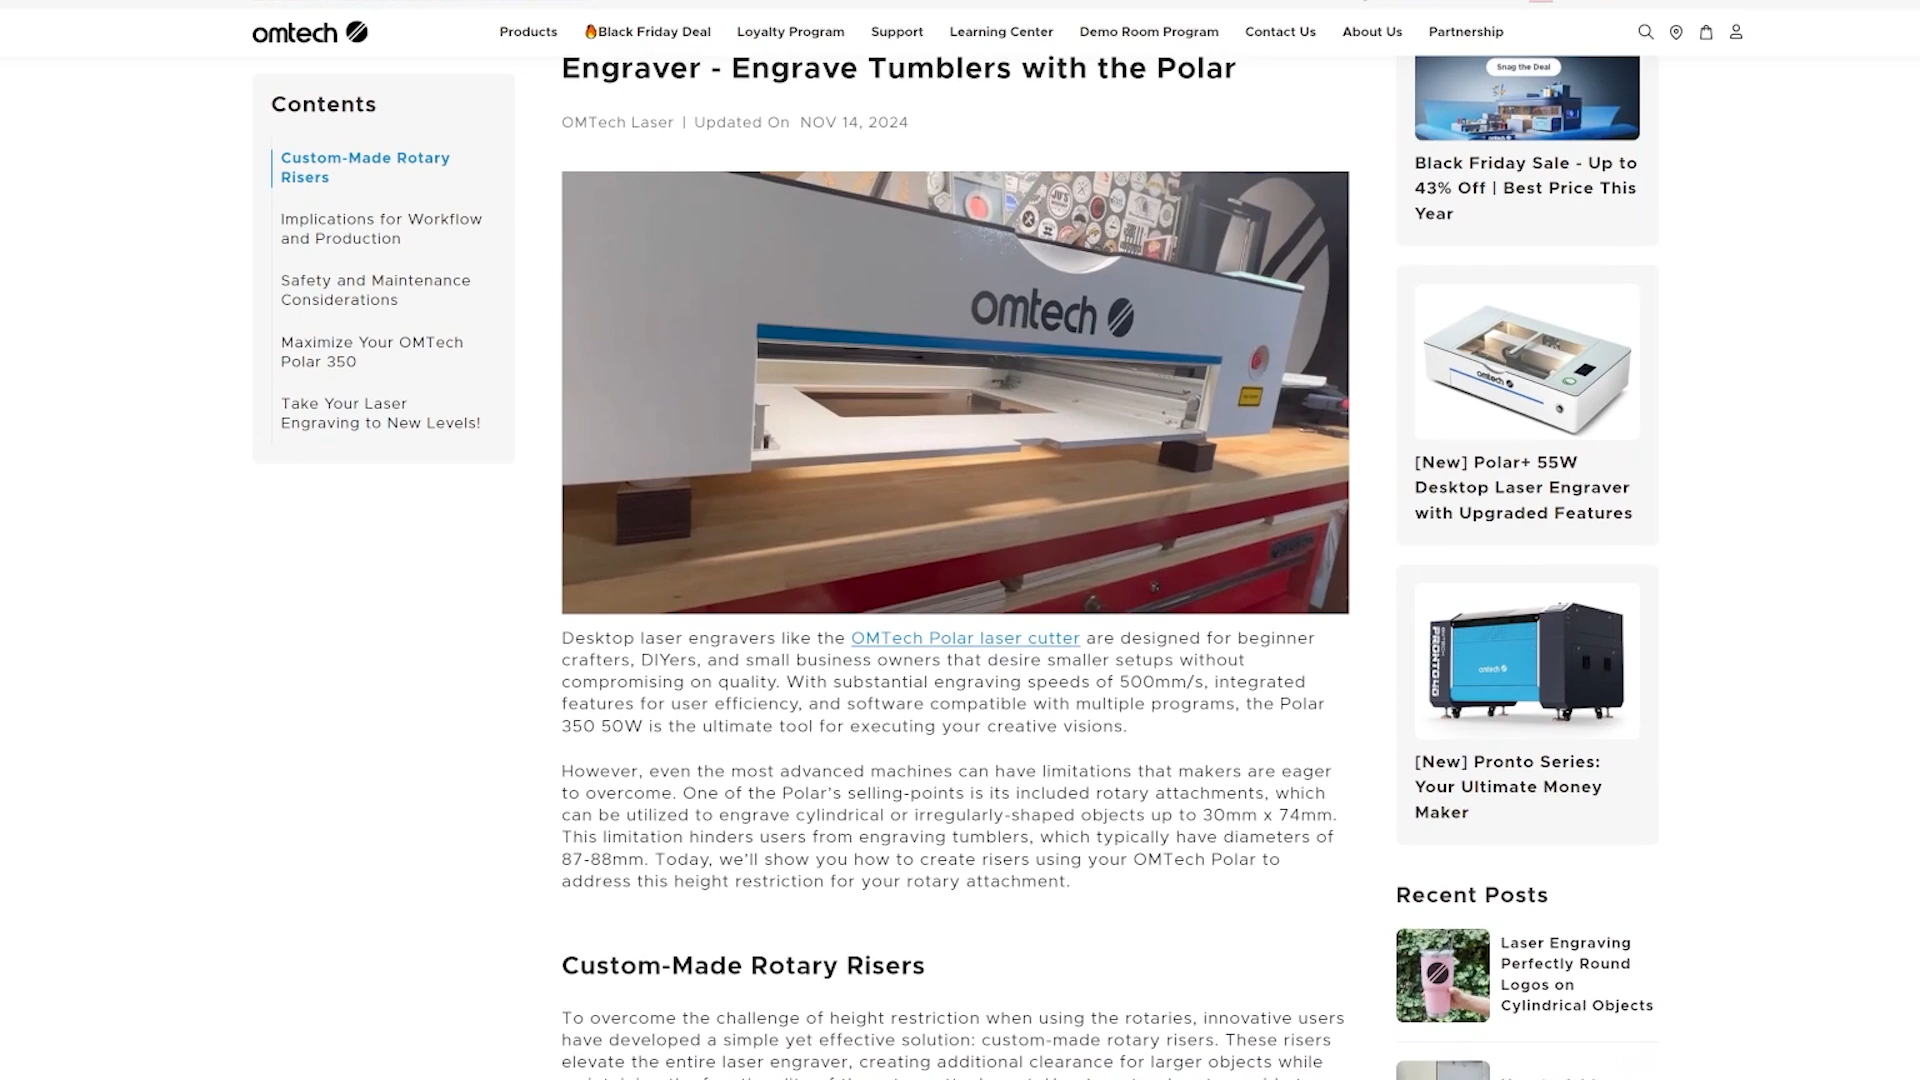 omtech
Products
Black Friday Deal
Loyalty Program
Support
Learning Center
Demo Room Program
Contact Us
About Us
Partnership
Contents
Custom-Made Rotary
Risers
Implications for Workflow
and Production
Safety and Maintenance
Considerations
Maximize Your OMTech
Polar 350
Take Your Laser
Engraving to New Levels!
Engraver - Engrave Tumblers with the Polar
OMTech Laser | Updated On NOV 14, 2024
omtech
Desktop laser engravers like the OMTech Polar laser cutter are designed for beginner
crafters, DIYers, and small business owners that desire smaller setups without
compromising on quality. With substantial engraving speeds of 500mm/s, integrated
features for user efficiency, and software compatible with multiple programs, the Polar
350 50W is the ultimate tool for executing your creative visions.
However, even the most advanced machines can have limitations that makers are eager
to overcome. One of the Polar’s selling-points is its included rotary attachments, which
can be utilized to engrave cylindrical or irregularly-shaped objects up to 30mm x 74mm.
This limitation hinders users from engraving tumblers, which typically have diameters of
87-88mm. Today, we’ll show you how to create risers using your OMTech Polar to
address this height restriction for your rotary attachment.
Custom-Made Rotary Risers
To overcome the challenge of height restriction when using the rotaries, innovative users
have developed a simple yet effective solution: custom-made rotary risers. These risers
elevate the entire laser engraver, creating additional clearance for larger objects while
Snag the Deal
omtech
Black Friday Sale - Up to
43% Off | Best Price This
Year
omtech
[New] Polar+ 55W
Desktop Laser Engraver
with Upgraded Features
omtech
[New] Pronto Series:
Your Ultimate Money
Maker
Recent Posts
Laser Engraving
Perfectly Round
Logos on
Cylindrical Objects